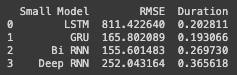 Small Model RMSE Duration
0 LSTM 811.422640 0.202811
1 GRU 165.802089 0.193066
2 Bi RNN 155.601483 0.269730
3 Deep RNN 252.043164 0.365618